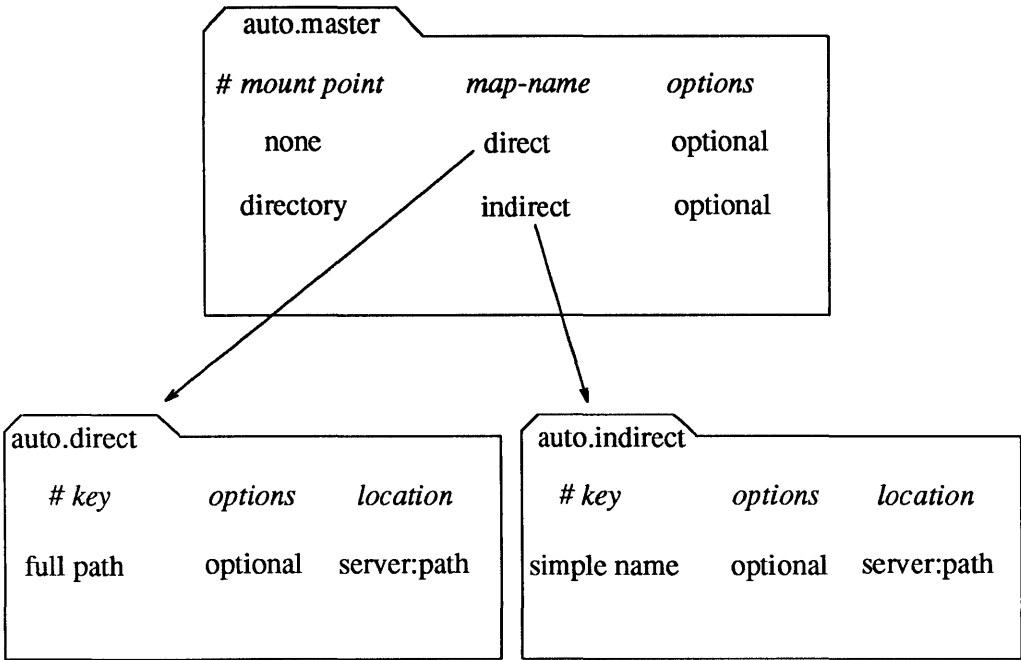 auto.master
# mount point map-name options
none direct optional
directory indirect optional
auto.direct
# key options location
full path optional server:path
auto.indirect
# key options location
simple name optional server:path